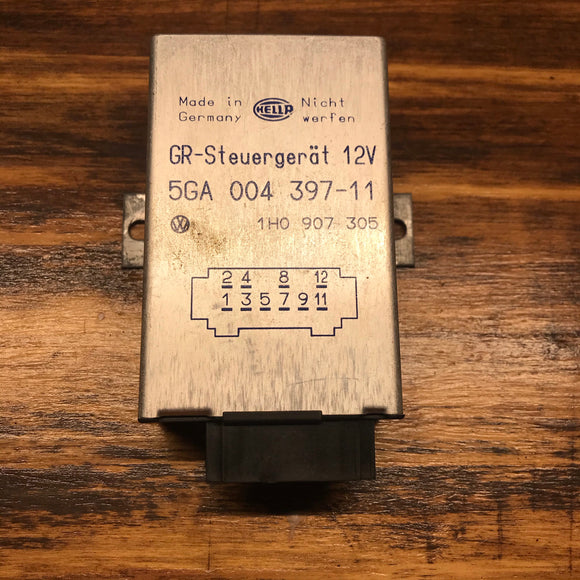 Made in HELLA Nicht
Germany werfen
GR-Steuergerät 12V
5GA 004 397-11
VW 1H0 907 305
2 4 8 12
1 3 5 7 9 11